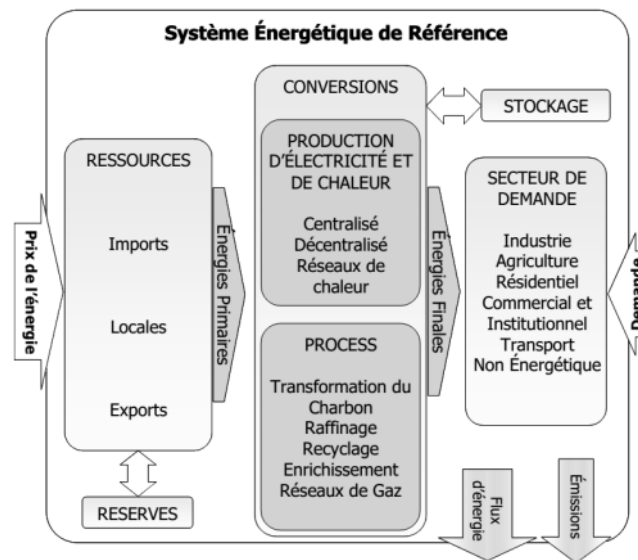 Système Énergétique de Référence
Prix de l'énergie
RESSOURCES
Imports
Locales
Exports
RESERVES
Énergies Primaires
CONVERSIONS
PRODUCTION
D'ÉLECTRICITÉ ET
DE CHALEUR
Centralisé
Décentralisé
Réseaux de
chaleur
PROCESS
Transformation du
Charbon
Raffinage
Recyclage
Enrichissement
Réseaux de Gaz
Énergies Finales
STOCKAGE
SECTEUR DE
DEMANDE
Industrie
Agriculture
Résidentiel
Commercial et
Institutionnel
Transport
Non Énergétique
Flux
d'énergie
Émissions